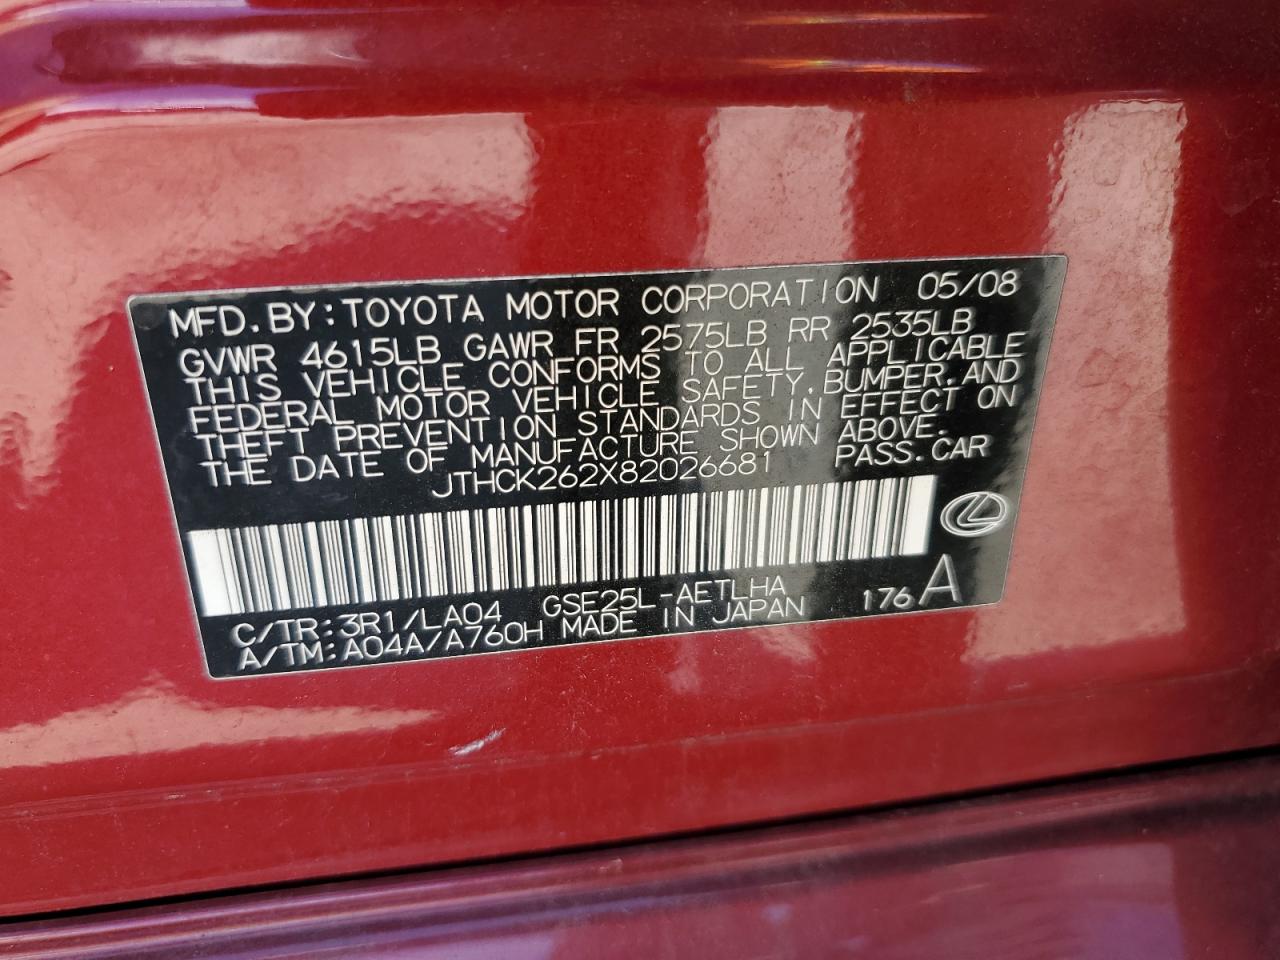 MFD. BY: TOYOTA MOTOR CORPORATION 05/08
GVWR 4615LB GAWR FR 2575LB RR 2535LB
THIS VEHICLE CONFORMS TO ALL APPLICABLE
FEDERAL MOTOR VEHICLE SAFETY, BUMPER, AND
THEFT PREVENTION STANDARDS IN EFFECT ON
THE DATE OF MANUFACTURE SHOWN ABOVE.
JTHCK262X82026681 PASS. CAR
C/TR: 3R1/LA04 GSE25L-AETLHA 176 A
A/TM: A04A/A760H MADE IN JAPAN